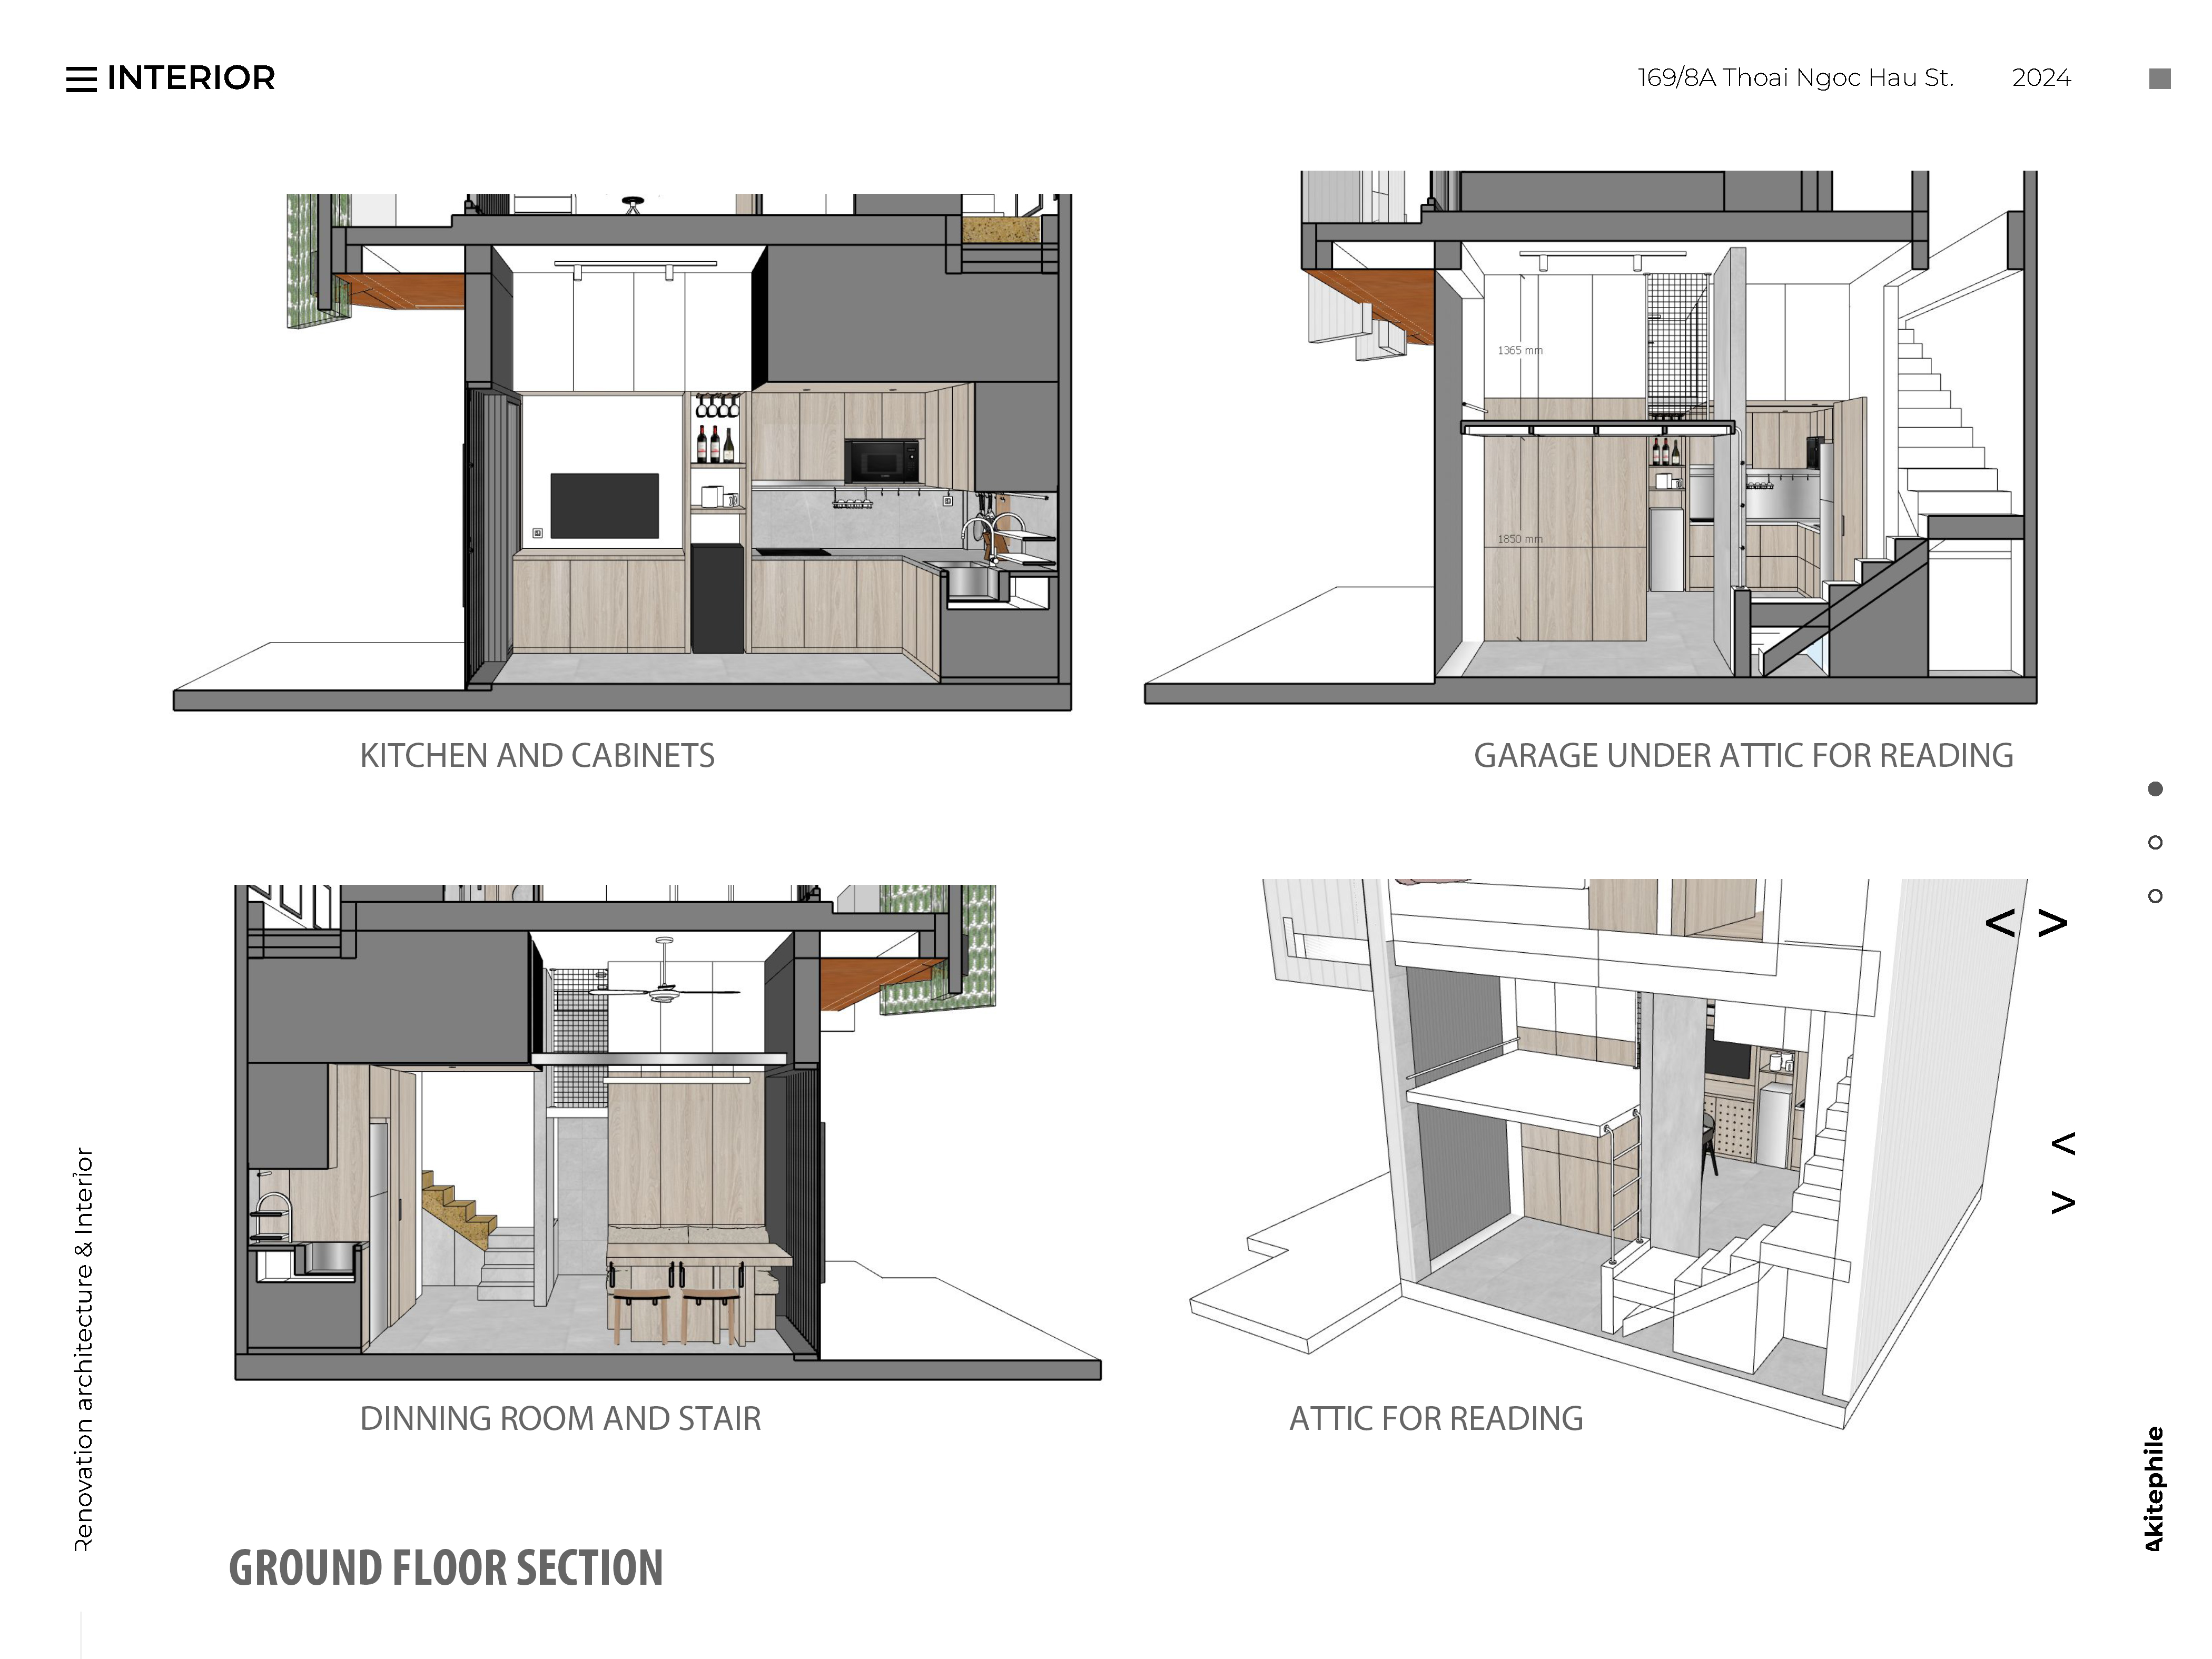 INTERIOR
169/8A Thoai Ngoc Hau St.
2024
1365 mm
1850 mm
KITCHEN AND CABINETS
GARAGE UNDER ATTIC FOR READING
< >
<
>
DINNING ROOM AND STAIR
ATTIC FOR READING
Renovation architecture & Interior
Akitephile
GROUND FLOOR SECTION